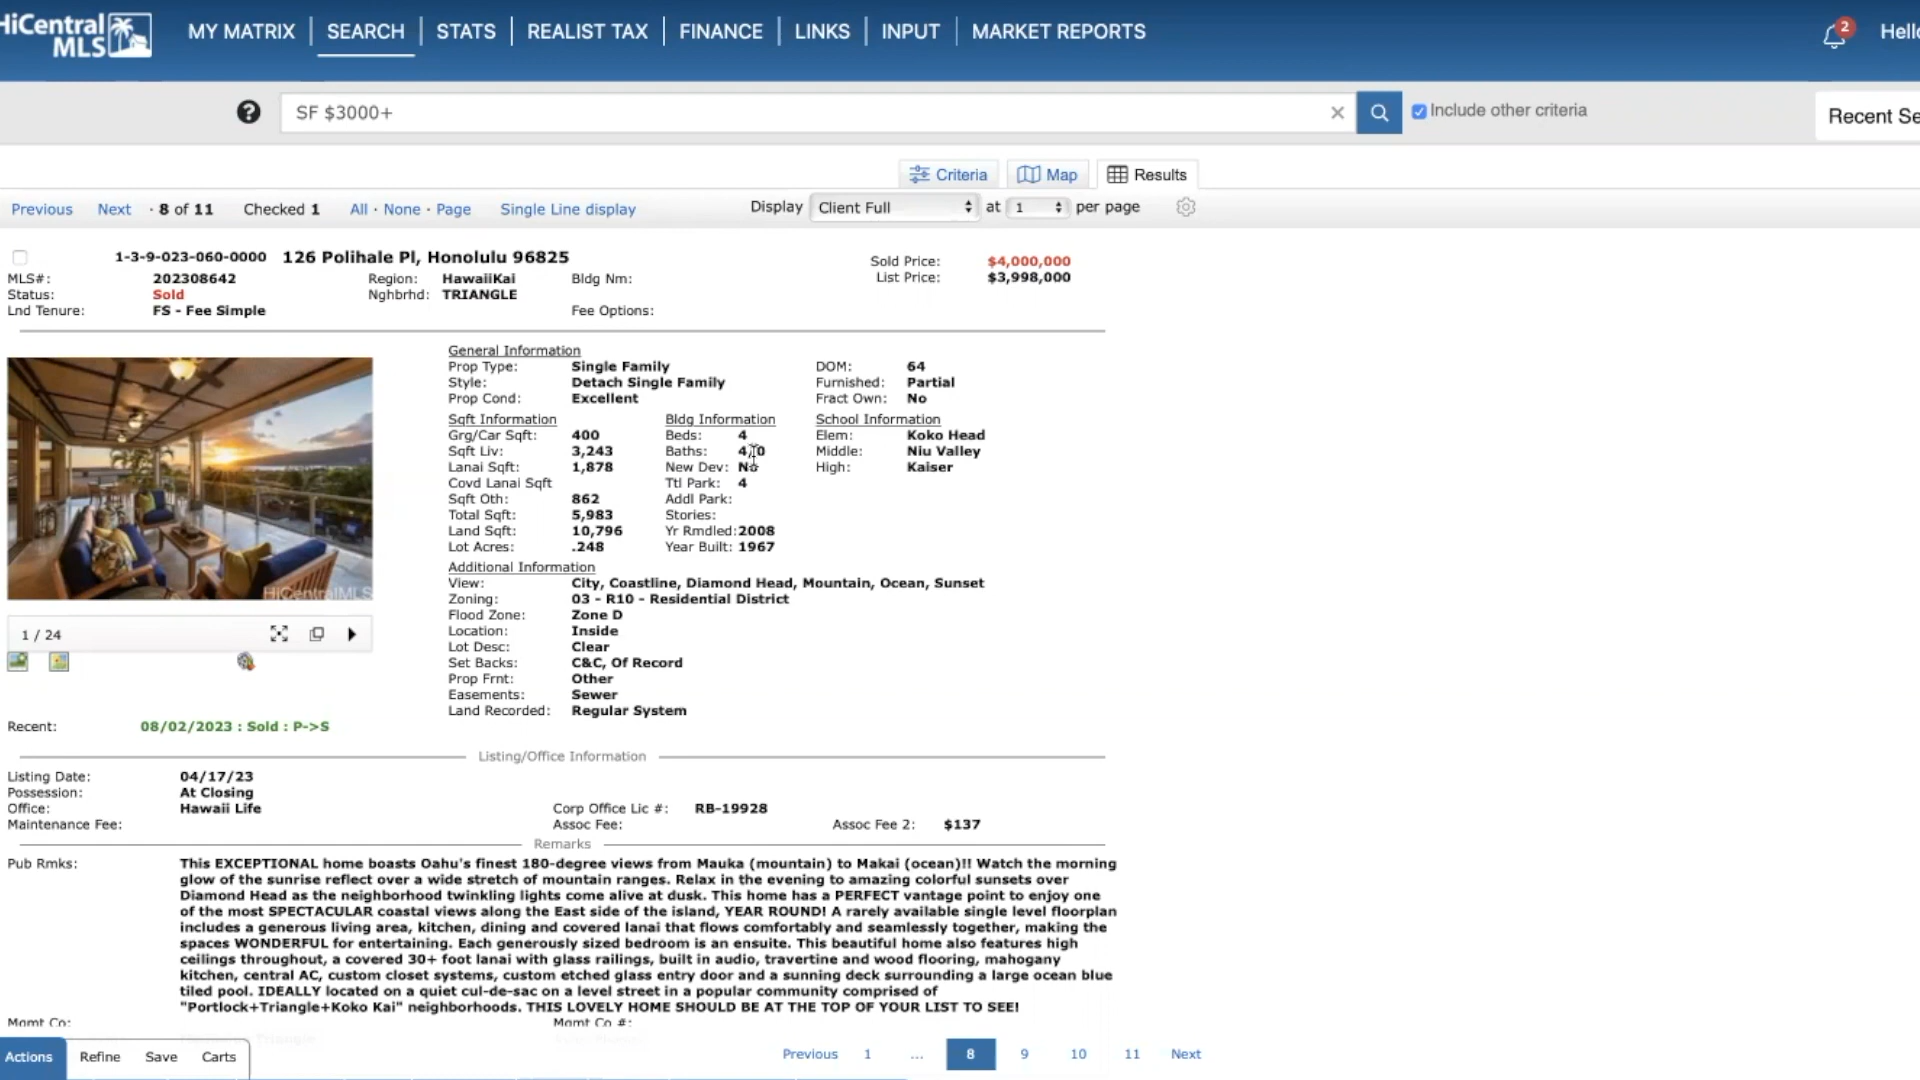 HiCentral MLS MY MATRIX SEARCH STATS REALIST TAX FINANCE LINKS INPUT MARKET REPORTS 2 Hello
? SF $3000+ Include other criteria Recent Se
Criteria Map Results
Previous Next · 8 of 11 Checked 1 All · None · Page Single Line display Display Client Full at 1 per page
1-3-9-023-060-0000 126 Polihale Pl, Honolulu 96825 Sold Price: $4,000,000
MLS#: 202308642 Region: HawaiiKai Bldg Nm: List Price: $3,998,000
Status: Sold Nghbrhd: TRIANGLE
Lnd Tenure: FS - Fee Simple Fee Options:
General Information
Prop Type: Single Family DOM: 64
Style: Detach Single Family Furnished: Partial
Prop Cond: Excellent Fract Own: No
Sqft Information Bldg Information School Information
Grg/Car Sqft: 400 Beds: 4 Elem: Koko Head
Sqft Liv: 3,243 Baths: Middle: Niu Valley
Lanai Sqft: 1,878 New Dev: No High: Kaiser
Covd Lanai Sqft Ttl Park: 4
Sqft Oth: 862 Addl Park:
Total Sqft: 5,983 Stories:
Land Sqft: 10,796 Yr Rmdled: 2008
Lot Acres: .248 Year Built: 1967
Additional Information
View: City, Coastline, Diamond Head, Mountain, Ocean, Sunset
Zoning: 03 - R10 - Residential District
HiCentralMLS
Flood Zone: Zone D
Location: Inside
1 / 24
Lot Desc: Clear
Set Backs: C&C, Of Record
Prop Frnt: Other
Easements: Sewer
Land Recorded: Regular System
Recent: 08/02/2023 : Sold : P->S
Listing/Office Information
Listing Date: 04/17/23
Possession: At Closing
Office: Hawaii Life Corp Office Lic #: RB-19928
Maintenance Fee: Assoc Fee: Assoc Fee 2: $137
Remarks
Pub Rmks: This EXCEPTIONAL home boasts Oahu's finest 180-degree views from Mauka (mountain) to Makai (ocean)!! Watch the morning
glow of the sunrise reflect over a wide stretch of mountain ranges. Relax in the evening to amazing colorful sunsets over
Diamond Head as the neighborhood twinkling lights come alive at dusk. This home has a PERFECT vantage point to enjoy one
of the most SPECTACULAR coastal views along the East side of the island, YEAR ROUND! A rarely available single level floorplan
includes a generous living area, kitchen, dining and covered lanai that flows comfortably and seamlessly together, making the
spaces WONDERFUL for entertaining. Each generously sized bedroom is an ensuite. This beautiful home also features high
ceilings throughout, a covered 30+ foot lanai with glass railings, built in audio, travertine and wood flooring, mahogany
kitchen, central AC, custom closet systems, custom etched glass entry door and a sunning deck surrounding a large ocean blue
tiled pool. IDEALLY located on a quiet cul-de-sac on a level street in a popular community comprised of
"Portlock+Triangle+Koko Kai" neighborhoods. THIS LOVELY HOME SHOULD BE AT THE TOP OF YOUR LIST TO SEE!
Mgmt Co: Mgmt Co #:
Actions Refine Save Carts Previous 1 ... 8 9 10 11 Next